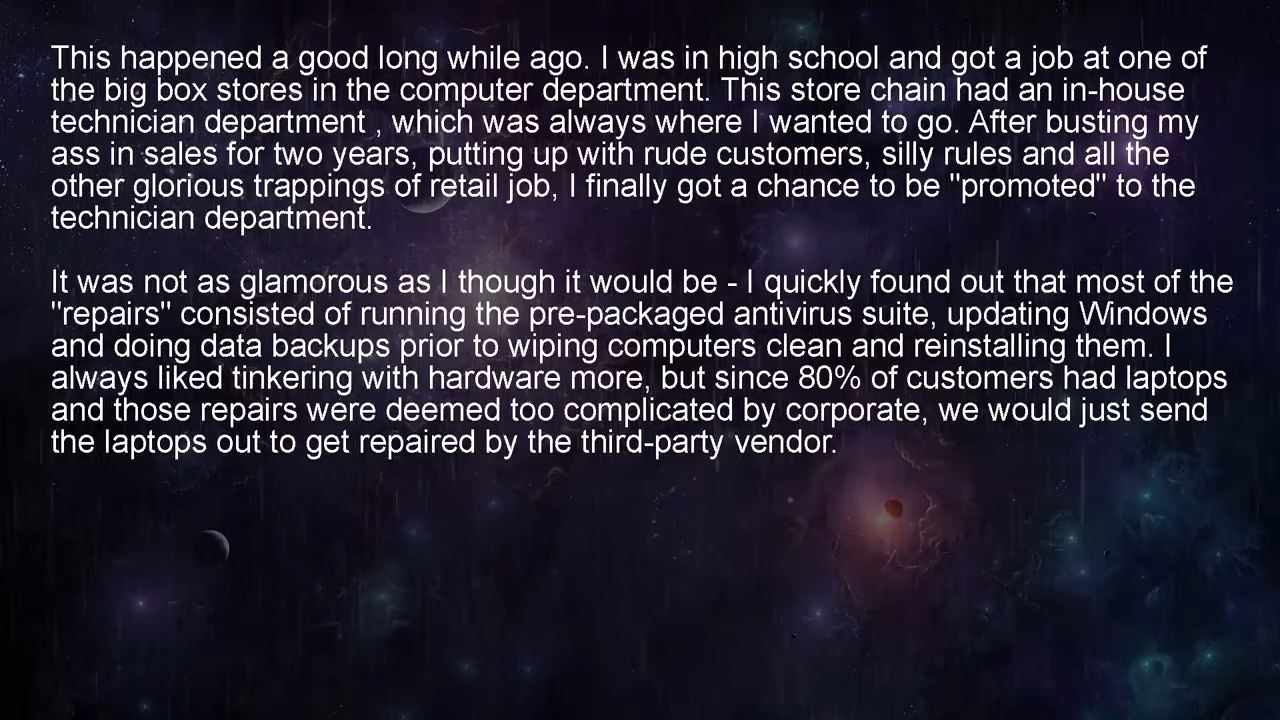 This happened a good long while ago. I was in high school and got a job at one of
the big box stores in the computer department. This store chain had an in-house
technician department , which was always where I wanted to go. After busting my
ass in sales for two years, putting up with rude customers, silly rules and all the
other glorious trappings of retail job, I finally got a chance to be "promoted" to the
technician department.
It was not as glamorous as I though it would be - I quickly found out that most of the
"repairs" consisted of running the pre-packaged antivirus suite, updating Windows
and doing data backups prior to wiping computers clean and reinstalling them. I
always liked tinkering with hardware more, but since 80% of customers had laptops
and those repairs were deemed too complicated by corporate, we would just send
the laptops out to get repaired by the third-party vendor.